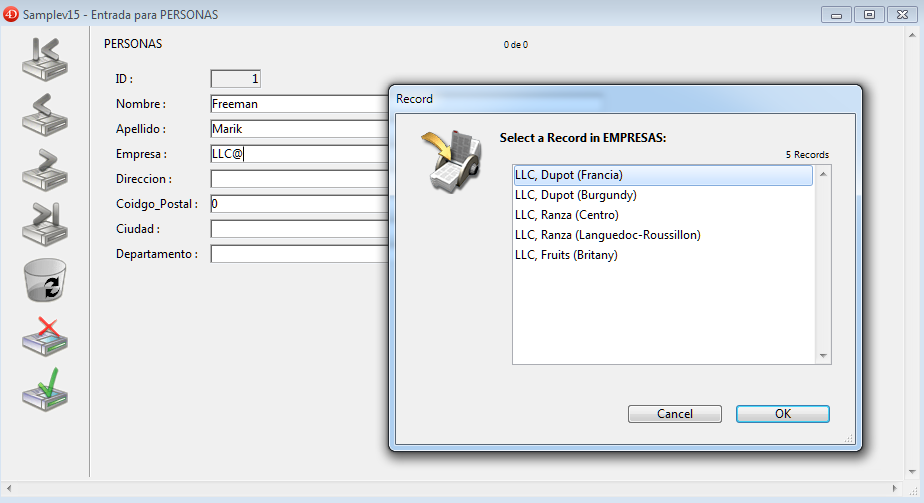 Samplev15 - Entrada para PERSONAS
PERSONAS
0 de 0
ID : 1
Nombre : Freeman
Apellido : Marik
Empresa : LLC@
Direccion :
Coidgo_Postal : 0
Ciudad :
Departamento :
Record
Select a Record in EMPRESAS:
5 Records
LLC, Dupot (Francia)
LLC, Dupot (Burgundy)
LLC, Ranza (Centro)
LLC, Ranza (Languedoc-Roussillon)
LLC, Fruits (Britany)
Cancel OK